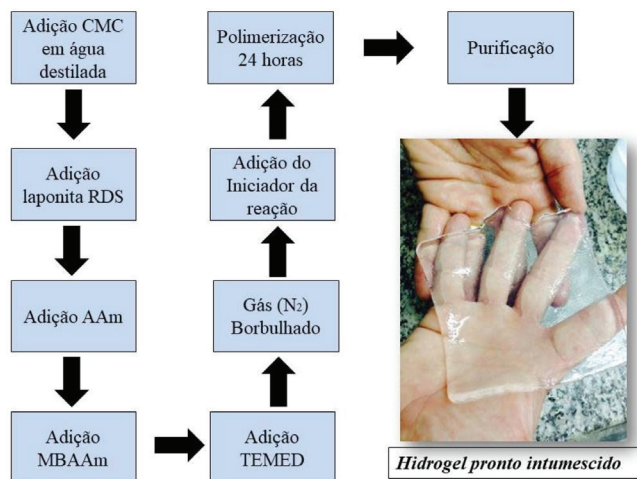 Adição CMC
em água
destilada
Adição
laponita RDS
Adição AAm
Adição
MBAAm
Adição
TEMED
Gás (N₂)
Borbulhado
Adição do
Iniciador da
reação
Polimerização
24 horas
Purificação
Hidrogel pronto intumescido